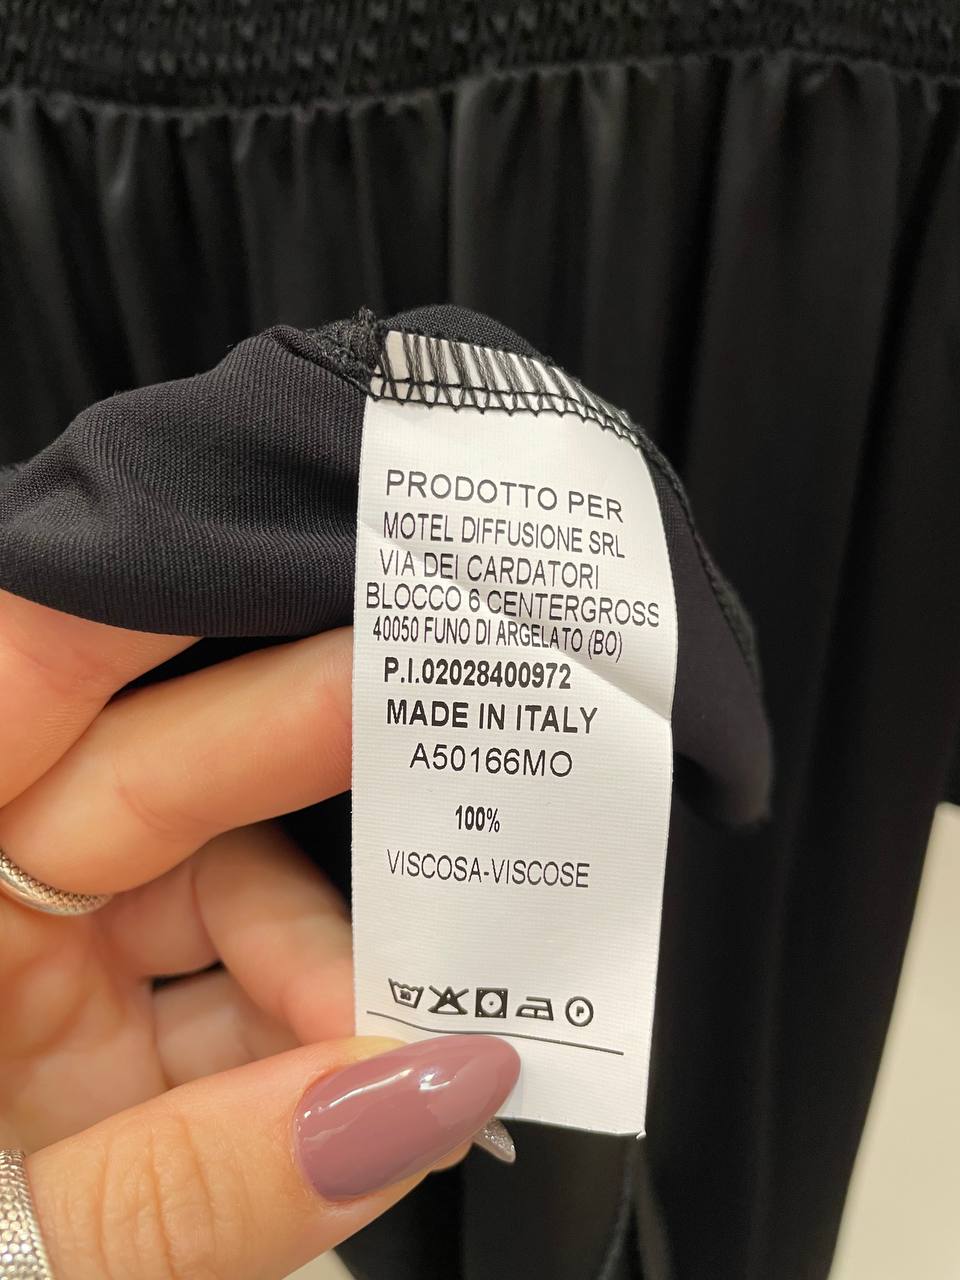 PRODOTTO PER
MOTEL DIFFUSIONE SRL
VIA DEI CARDATORI
BLOCCO 6 CENTERGROSS
40050 FUNO DI ARGELATO (BO)
P.I.02028400972
MADE IN ITALY
A50166MO
100%
VISCOSA-VISCOSE
30 P